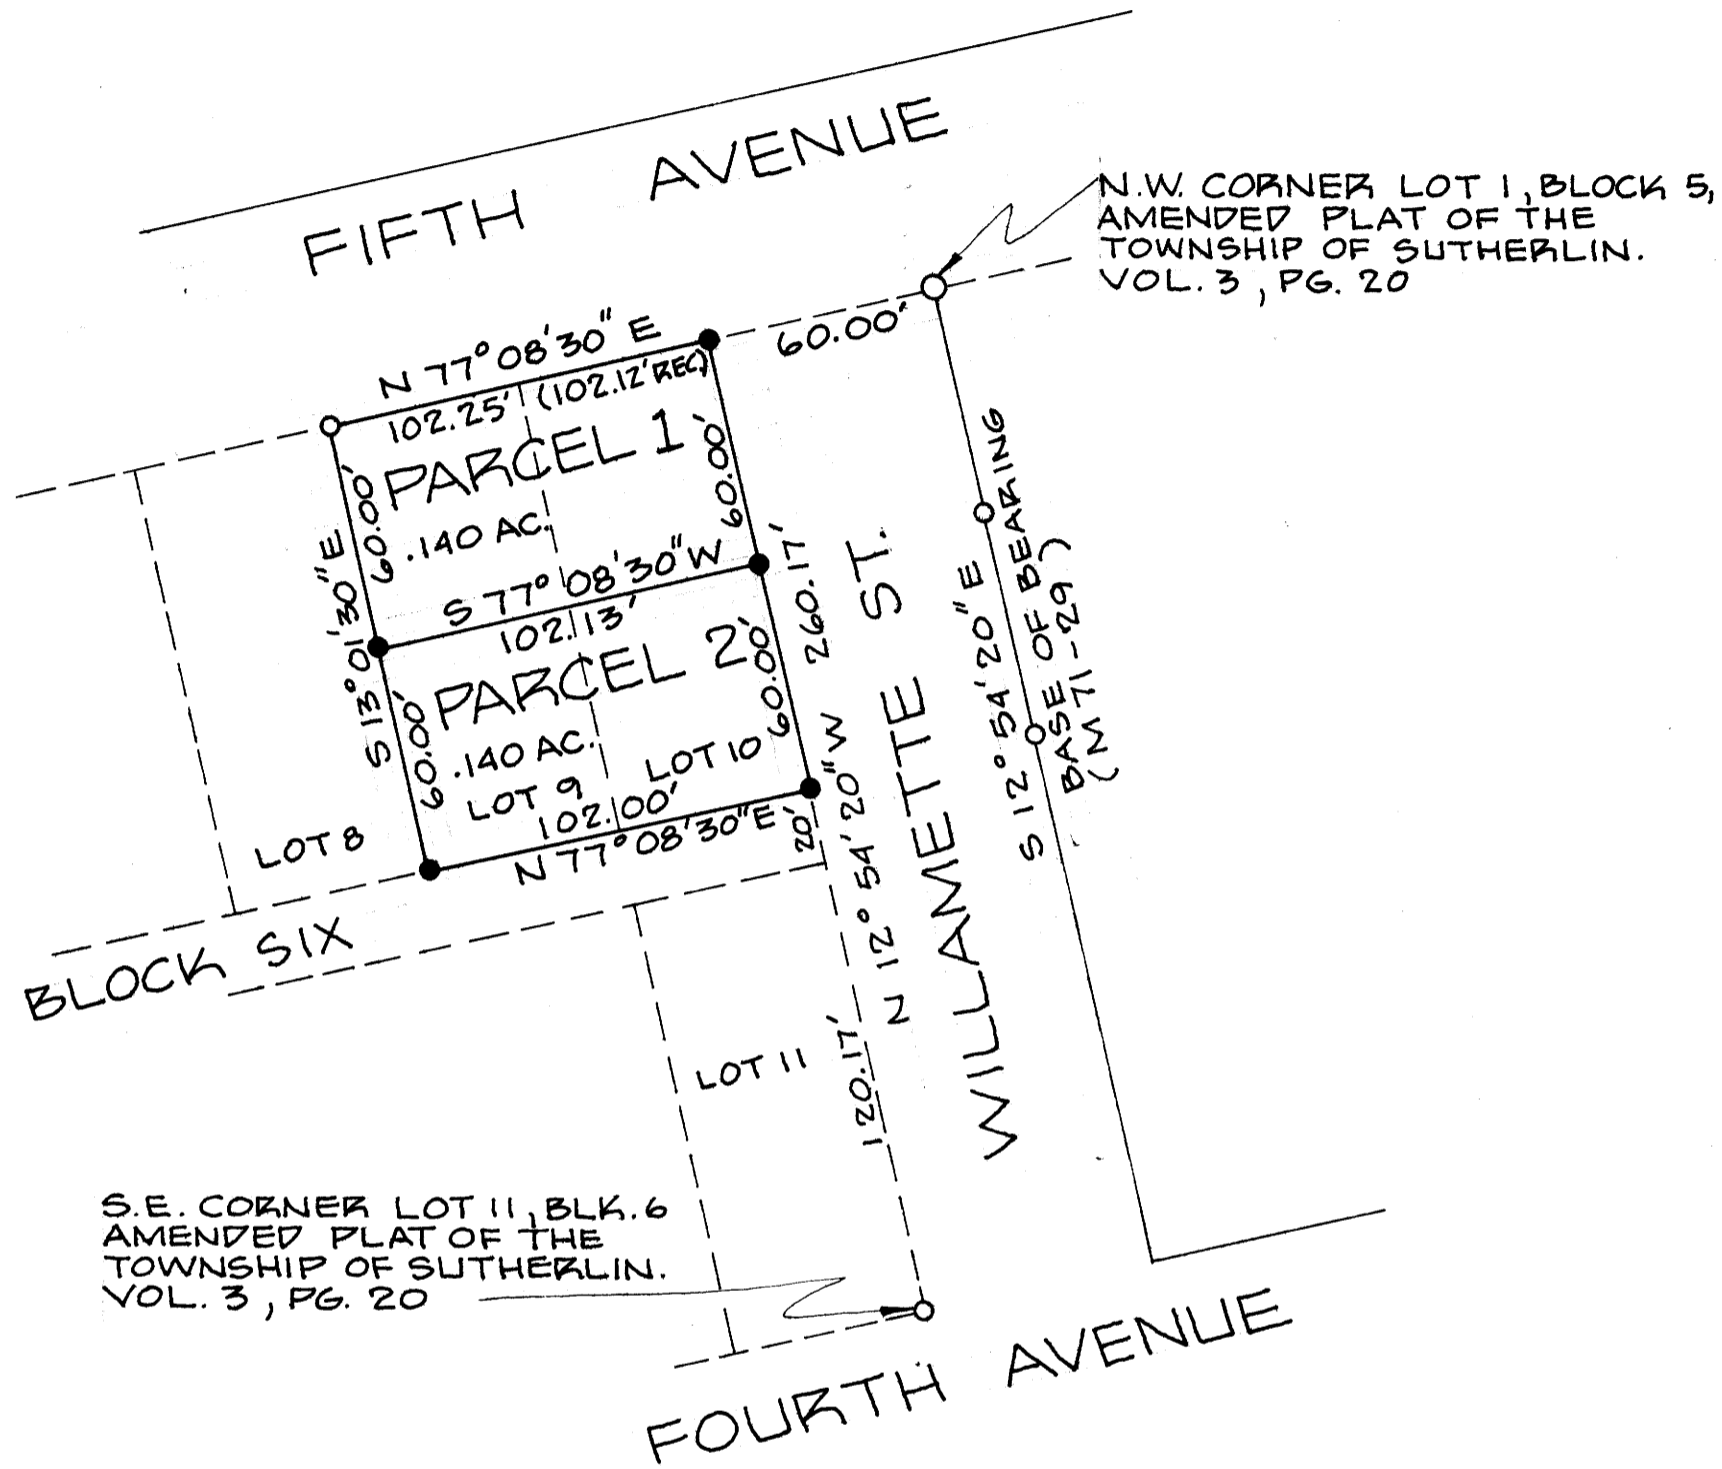 FIFTH AVENUE
N.W. CORNER LOT 1, BLOCK 5,
AMENDED PLAT OF THE
TOWNSHIP OF SUTHERLIN.
VOL. 3, PG. 20
60.00'
N 77° 08' 30" E
102.25' (102.12' REC)
PARCEL 1
.140 AC.
60.00'
60.00'
S 77° 08' 30" W
102.13'
S 13° 01' 30" E
PARCEL 2
.140 AC.
60.00'
60.00'
LOT 9
LOT 10
102.00'
N 77° 08' 30" E
20'
LOT 8
BLOCK SIX
N 12° 54' 20" W 260.17'
WILLAMETTE ST.
S 12° 54' 20" E
BASE OF BEARING
(M71-29)
LOT 11
120.17'
S.E. CORNER LOT 11, BLK. 6
AMENDED PLAT OF THE
TOWNSHIP OF SUTHERLIN.
VOL. 3, PG. 20
FOURTH AVENUE